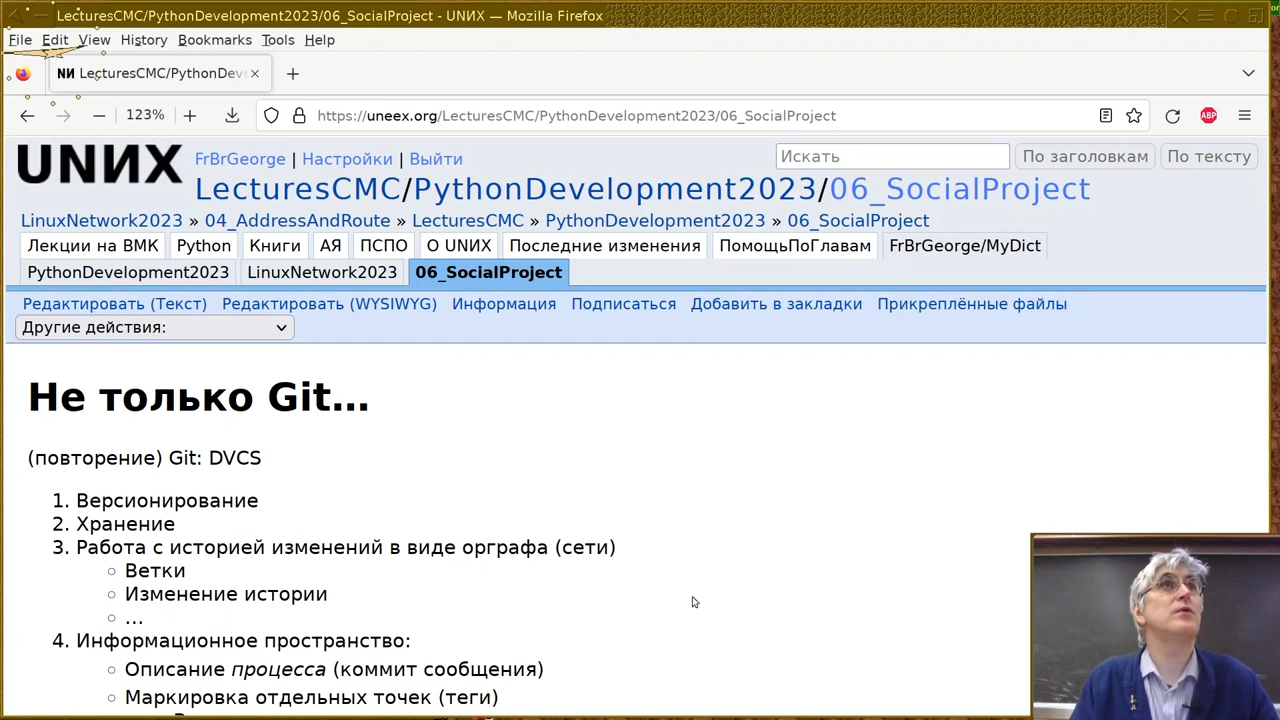 LecturesCMC/PythonDevelopment2023/06_SocialProject - UNИX — Mozilla Firefox
File Edit View History Bookmarks Tools Help
NИ LecturesCMC/PythonDeve
123% https://uneex.org/LecturesCMC/PythonDevelopment2023/06_SocialProject ABP
UNИX FrBrGeorge | Настройки | Выйти Искать По заголовкам По тексту
LecturesCMC/PythonDevelopment2023/06_SocialProject
LinuxNetwork2023 » 04_AddressAndRoute » LecturesCMC » PythonDevelopment2023 » 06_SocialProject
Лекции на ВМК Python Книги АЯ ПСПО О UNIX Последние изменения ПомощьПоГлавам FrBrGeorge/MyDict
PythonDevelopment2023 LinuxNetwork2023 06_SocialProject
Редактировать (Текст) Редактировать (WYSIWYG) Информация Подписаться Добавить в закладки Прикреплённые файлы
Другие действия:
Не только Git…
(повторение) Git: DVCS
1. Версионирование
2. Хранение
3. Работа с историей изменений в виде орграфа (сети)
Ветки
Изменение истории
…
4. Информационное пространство:
Описание процесса (коммит сообщения)
Маркировка отдельных точек (теги)